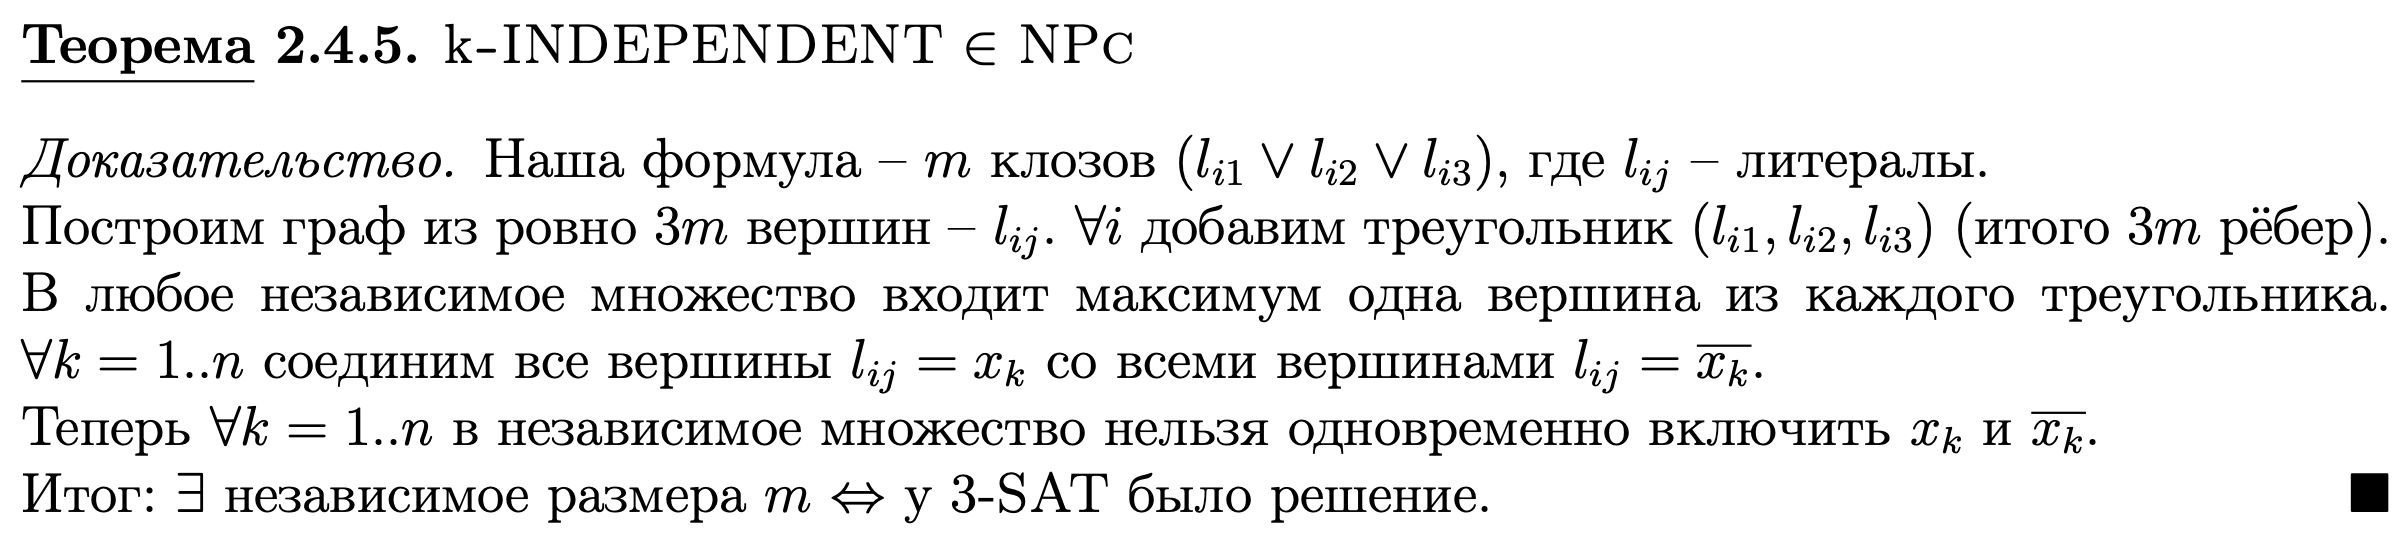 Теорема 2.4.5. k-INDEPENDENT ∈ NPC
Доказательство. Наша формула – m клозов (l_{i1} ∨ l_{i2} ∨ l_{i3}), где l_{ij} – литералы.
Построим граф из ровно 3m вершин – l_{ij}. ∀i добавим треугольник (l_{i1}, l_{i2}, l_{i3}) (итого 3m рёбер).
В любое независимое множество входит максимум одна вершина из каждого треугольника.
∀k = 1..n соединим все вершины l_{ij} = x_k со всеми вершинами l_{ij} = \overline{x_k}.
Теперь ∀k = 1..n в независимое множество нельзя одновременно включить x_k и \overline{x_k}.
Итог: ∃ независимое размера m ⇔ у 3-SAT было решение. ■